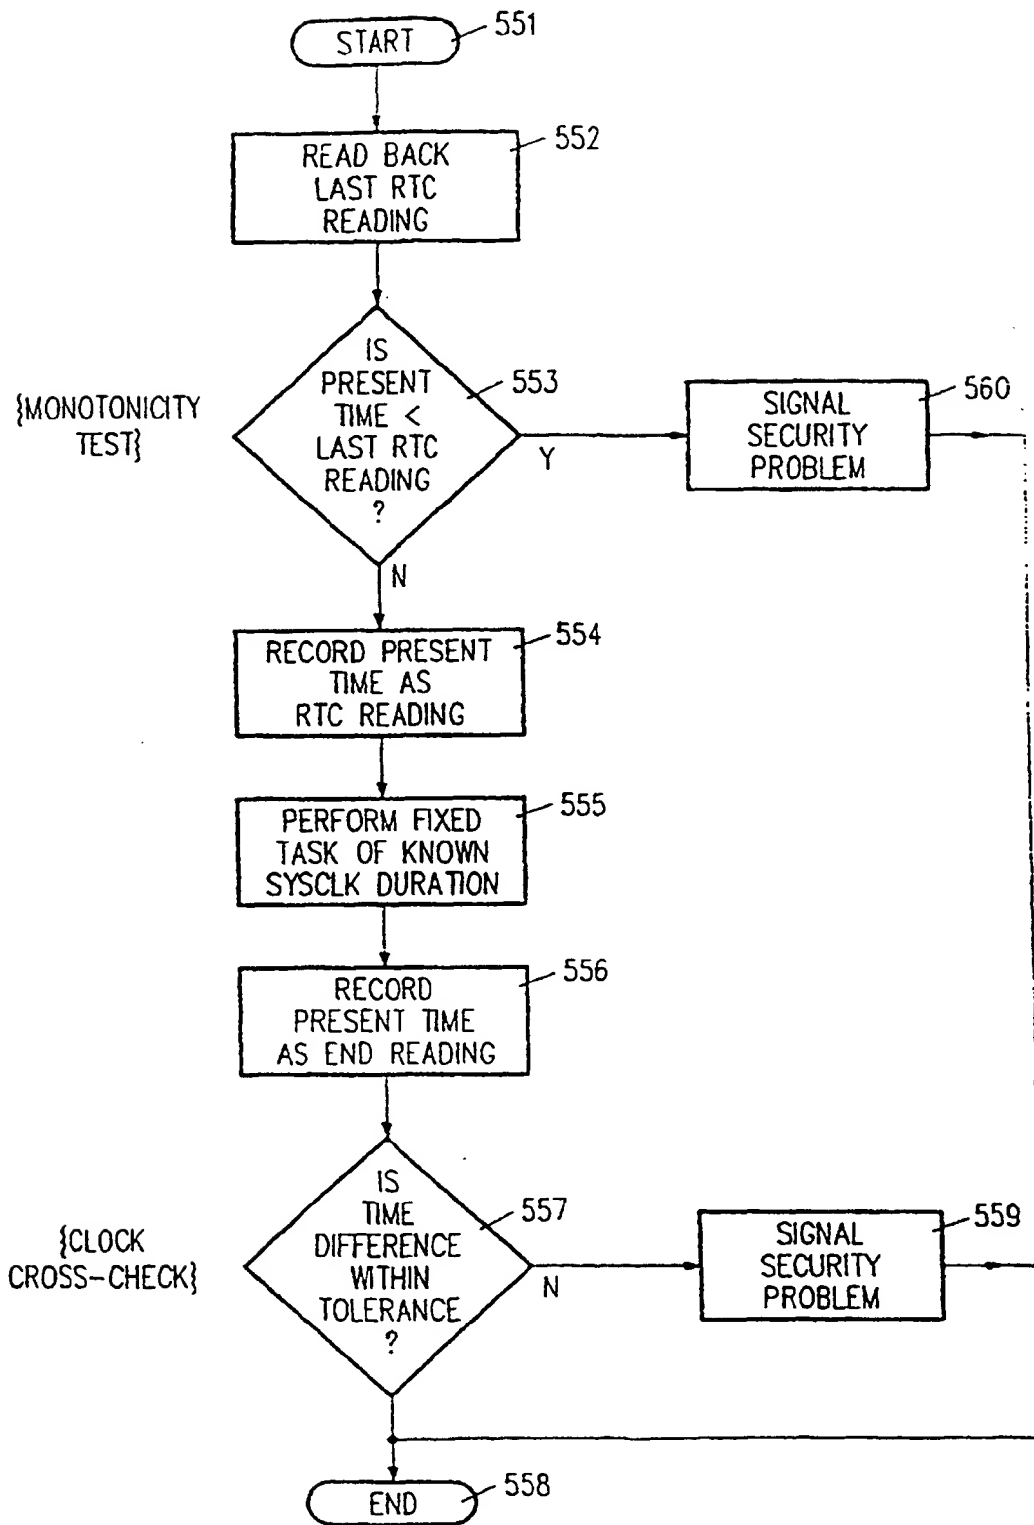 START
551
READ BACK
LAST RTC
READING
552
{MONOTONICITY
TEST}
IS
PRESENT
TIME <
LAST RTC
READING
?
553
Y
SIGNAL
SECURITY
PROBLEM
560
N
RECORD PRESENT
TIME AS
RTC READING
554
PERFORM FIXED
TASK OF KNOWN
SYSCLK DURATION
555
RECORD
PRESENT TIME
AS END READING
556
{CLOCK
CROSS-CHECK}
IS
TIME
DIFFERENCE
WITHIN
TOLERANCE
?
557
N
SIGNAL
SECURITY
PROBLEM
559
END
558